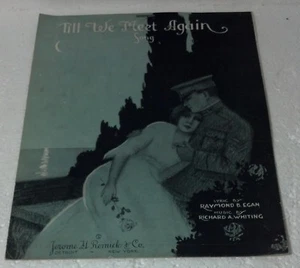 Till We Meet Again
Song
LYRIC BY
RAYMOND B. EGAN
MUSIC BY
RICHARD A. WHITING
Jerome H. Remick & Co.
DETROIT NEW YORK